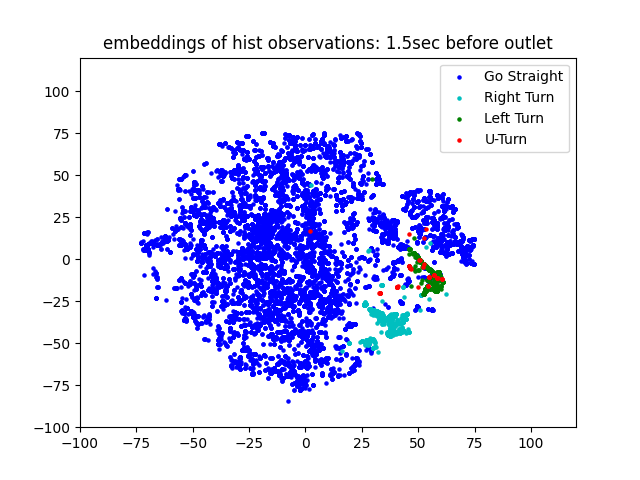 embeddings of hist observations: 1.5sec before outlet
Go Straight
Right Turn
Left Turn
U-Turn
100
75
50
25
0
−25
−50
−75
−100
−100 −75 −50 −25 0 25 50 75 100